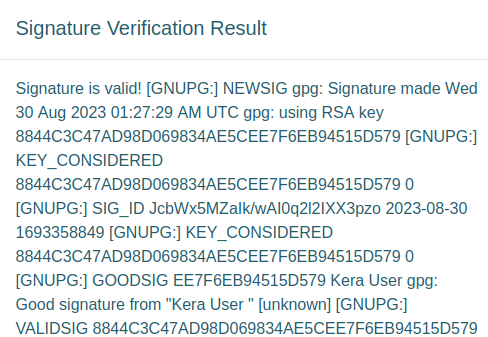 Signature Verification Result
Signature is valid! [GNUPG:] NEWSIG gpg: Signature made Wed
30 Aug 2023 01:27:29 AM UTC gpg: using RSA key
8844C3C47AD98D069834AE5CEE7F6EB94515D579 [GNUPG:]
KEY_CONSIDERED
8844C3C47AD98D069834AE5CEE7F6EB94515D579 0
[GNUPG:] SIG_ID JcbWx5MZaIk/wAI0q2l2IXX3pzo 2023-08-30
1693358849 [GNUPG:] KEY_CONSIDERED
8844C3C47AD98D069834AE5CEE7F6EB94515D579 0
[GNUPG:] GOODSIG EE7F6EB94515D579 Kera User gpg:
Good signature from "Kera User " [unknown] [GNUPG:]
VALIDSIG 8844C3C47AD98D069834AE5CEE7F6EB94515D579